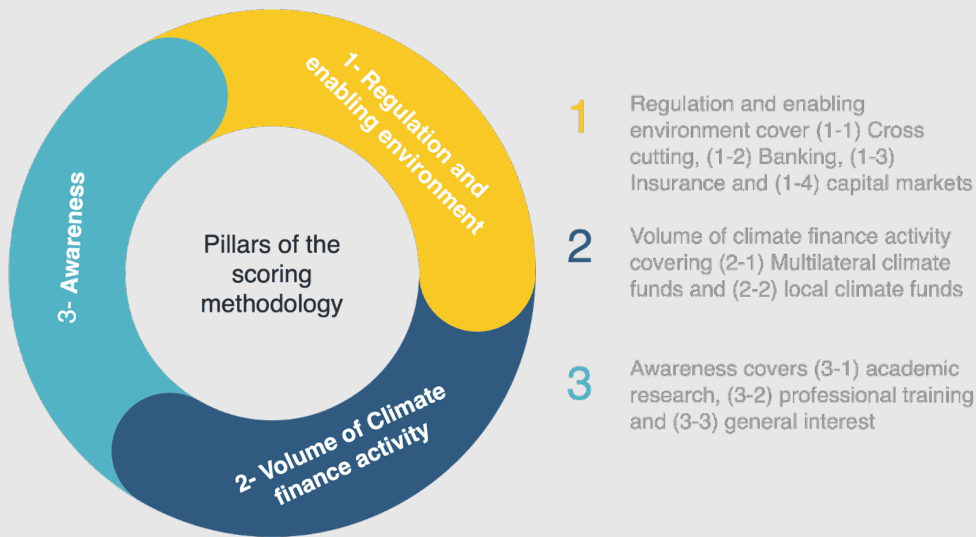 1- Regulation and
enabling environment
2- Volume of Climate
finance activity
3- Awareness
Pillars of the
scoring
methodology
1
Regulation and enabling
environment cover (1-1) Cross
cutting, (1-2) Banking, (1-3)
Insurance and (1-4) capital markets
2
Volume of climate finance activity
covering (2-1) Multilateral climate
funds and (2-2) local climate funds
3
Awareness covers (3-1) academic
research, (3-2) professional training
and (3-3) general interest